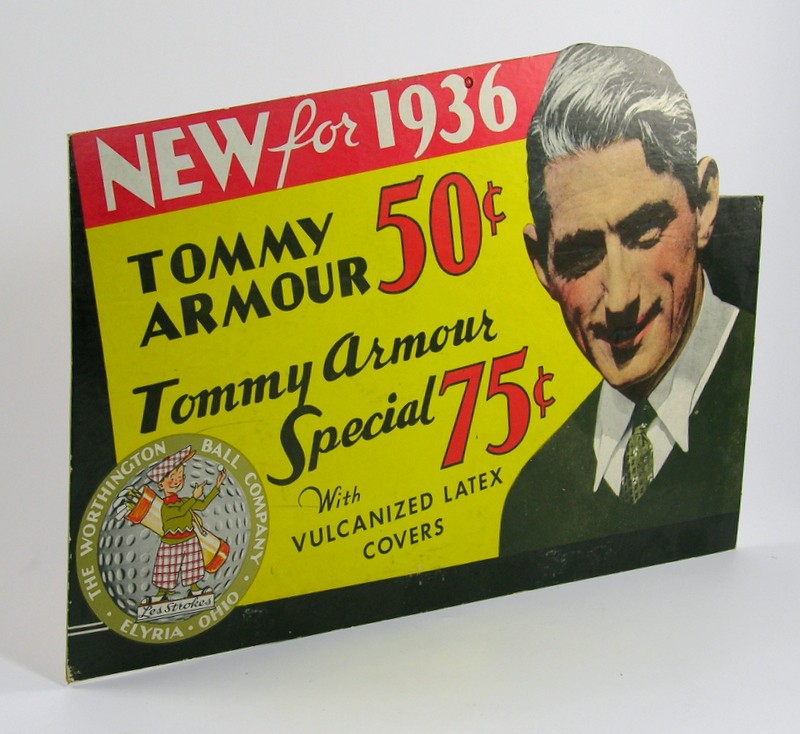 NEW for 1936
TOMMY
ARMOUR 50¢
Tommy Armour
Special 75¢
With
VULCANIZED LATEX
COVERS
THE WORTHINGTON BALL COMPANY
Les Strokes
ELYRIA · OHIO